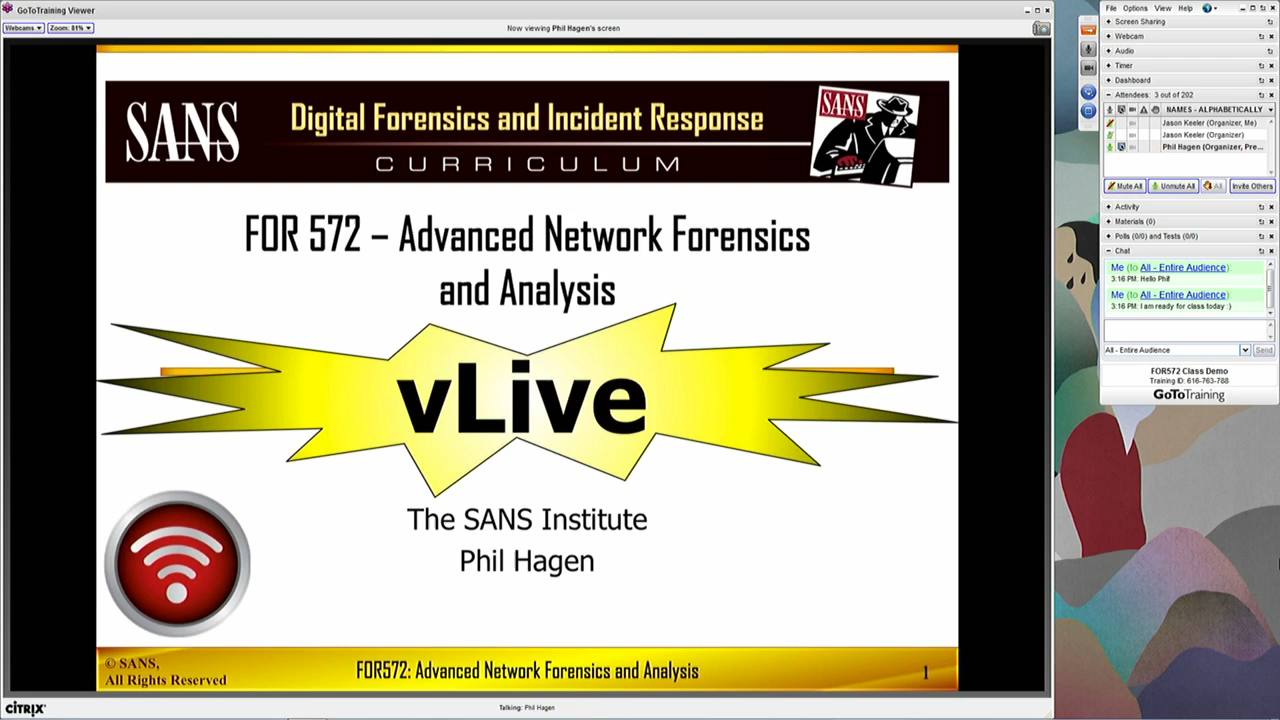 GoToTraining Viewer
Webcams
Zoom: 81%
Now viewing Phil Hagen's screen
SANS
Digital Forensics and Incident Response
CURRICULUM
SANS
FOR 572 – Advanced Network Forensics
and Analysis
vLive
The SANS Institute
Phil Hagen
© SANS,
All Rights Reserved
FOR572: Advanced Network Forensics and Analysis
1
CITRIX
Talking: Phil Hagen
File Options View Help
Screen Sharing
Webcam
Audio
Timer
Dashboard
Attendees: 3 out of 202
NAMES - ALPHABETICALLY
Jason Keeler (Organizer, Me)
Jason Keeler (Organizer)
Phil Hagen (Organizer, Pre...
Mute All
Unmute All
All
Invite Others
Activity
Materials (0)
Polls (0/0) and Tests (0/0)
Chat
Me (to All - Entire Audience):
3:16 PM: Hello Phil!
Me (to All - Entire Audience):
3:16 PM: I am ready for class today :)
All - Entire Audience
Send
FOR572 Class Demo
Training ID: 616-763-788
GoToTraining